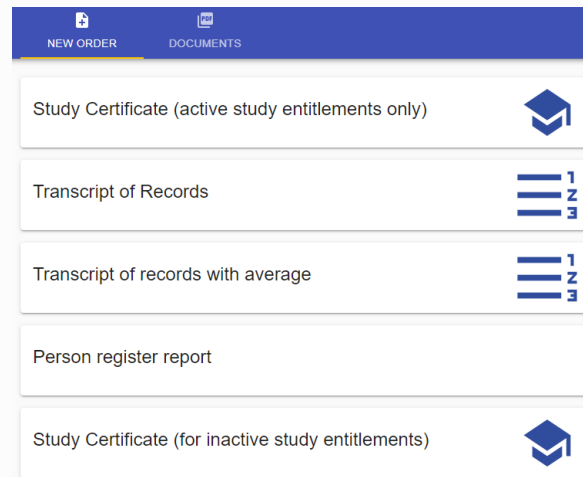 NEW ORDER
PDF
DOCUMENTS
Study Certificate (active study entitlements only)
Transcript of Records
1
2
3
Transcript of records with average
1
2
3
Person register report
Study Certificate (for inactive study entitlements)